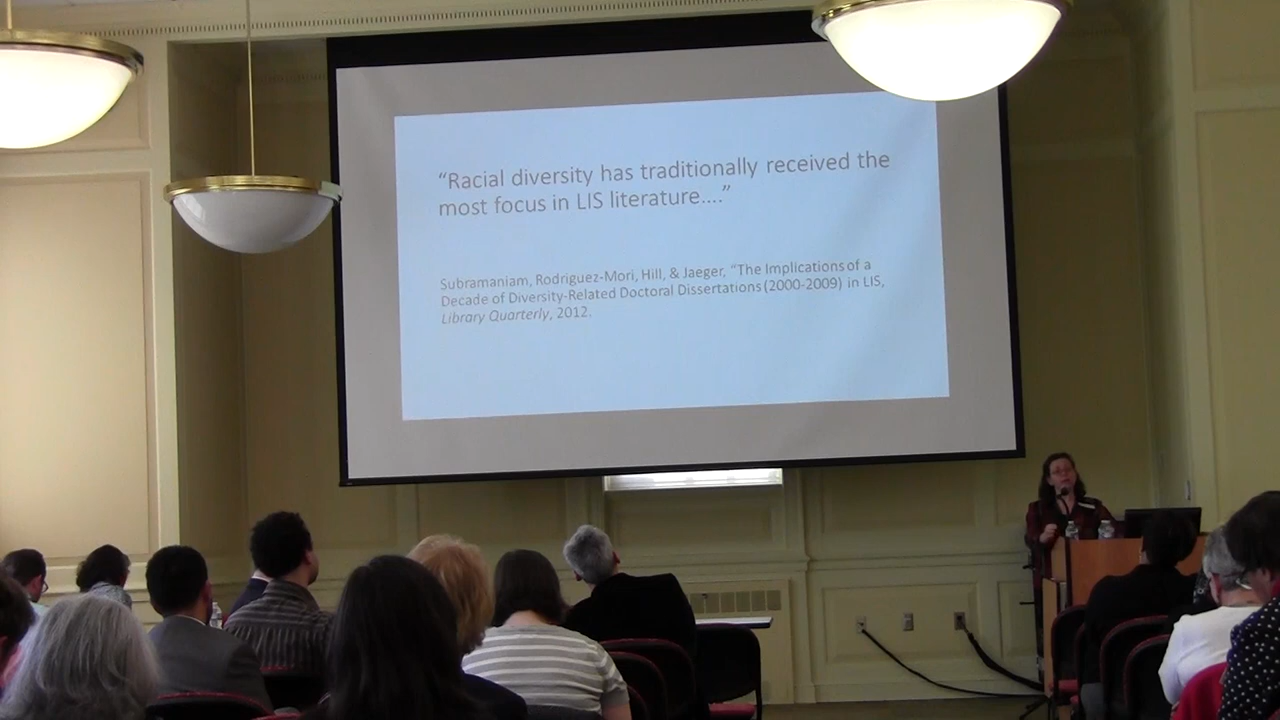 “Racial diversity has traditionally received the
most focus in LIS literature....”
Subramaniam, Rodriguez-Mori, Hill, & Jaeger, “The Implications of a
Decade of Diversity-Related Doctoral Dissertations (2000-2009) in LIS,
Library Quarterly, 2012.